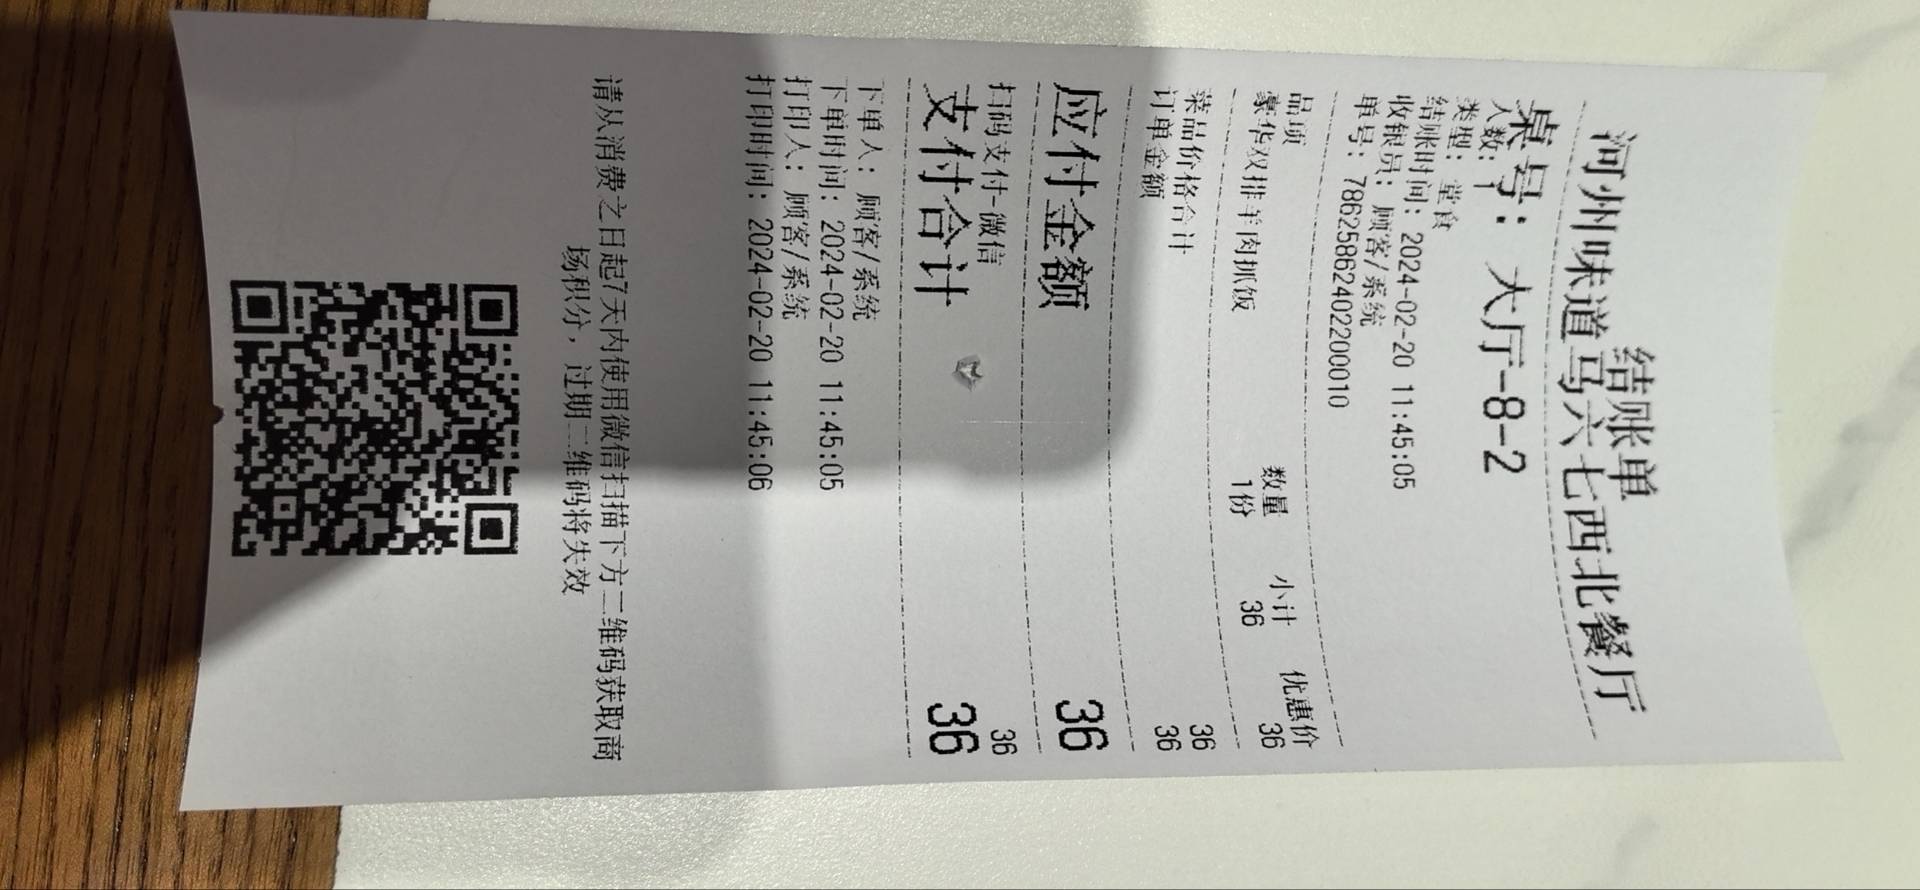 结账单
河州味道马六七西北餐厅
桌号：大厅-8-2
人数：1
类型：堂食
结账时间：2024-02-20 11:45:05
收银员：顾客/系统
单号：786258624022000010
品项 数量 小计 优惠价
豪华双排羊肉抓饭 1份 36 36
菜品价格合计 36
订单金额 36
应付金额 36
扫码支付-微信 36
支付合计 36
下单人：顾客/系统
下单时间：2024-02-20 11:45:05
打印人：顾客/系统
打印时间：2024-02-20 11:45:06
请从消费之日起7天内使用微信扫描下方二维码获取商
场积分，过期二维码将失效